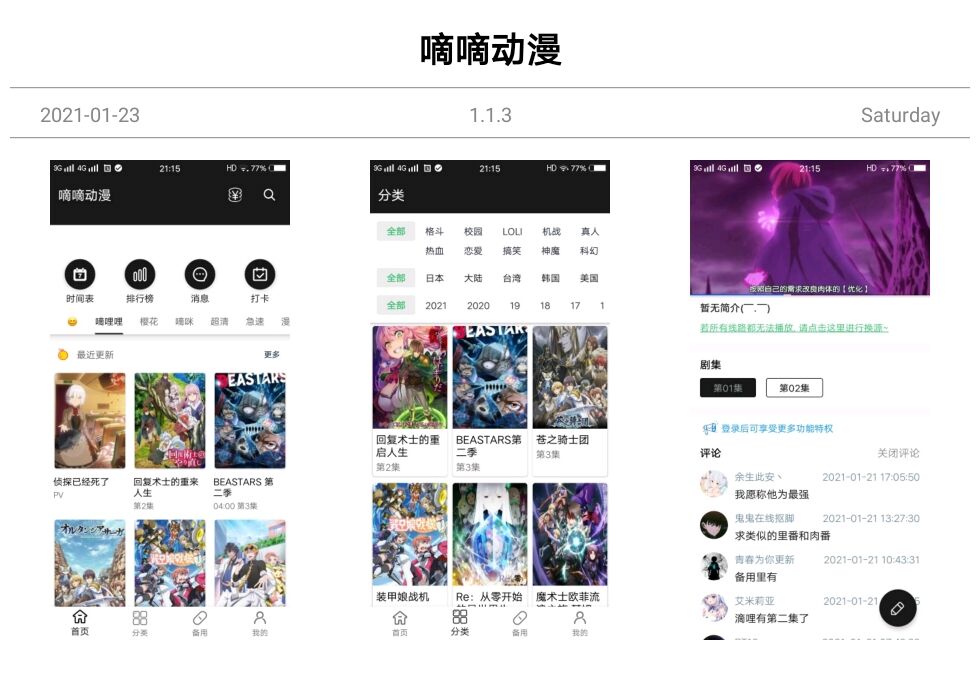 嘀嘀动漫
2021-01-23 1.1.3 Saturday
21:15 HD 77%
嘀嘀动漫
时间表 排行榜 消息 打卡
嘀哩哩 樱花 嘀咪 超清 急速 漫
最近更新 更多
EASTARS
回復術士のやり直し
侦探已经死了
PV
回复术士的重来人生
第2集
BEASTARS 第二季
04:00 第3集
首页 分类 备用 我的
21:15 HD 77%
分类
全部 格斗 校园 LOLI 机战 真人
热血 恋爱 搞笑 神魔 科幻
全部 日本 大陆 台湾 韩国 美国
全部 2021 2020 19 18 17 1
EASTARS
回复术士的重启人生
第2集
BEASTARS第二季
第3集
苍之骑士团
第3集
装甲娘战机
Re：从零开始
魔术士欧菲流
首页 分类 备用 我的
21:15 HD 77%
按照自己的需求改良肉体的【优化】
暂无简介(￣.￣)
若所有线路都无法播放, 请点击这里进行换源~
剧集
第01集 第02集
登录后可享受更多功能特权
评论 关闭评论
余生此安丶 2021-01-21 17:05:50
我愿称他为最强
鬼鬼在线抠脚 2021-01-21 13:27:30
求类似的里番和肉番
青春为你更新 2021-01-21 10:43:31
备用里有
艾米莉亚 2021-01-21
滴哩有第二集了